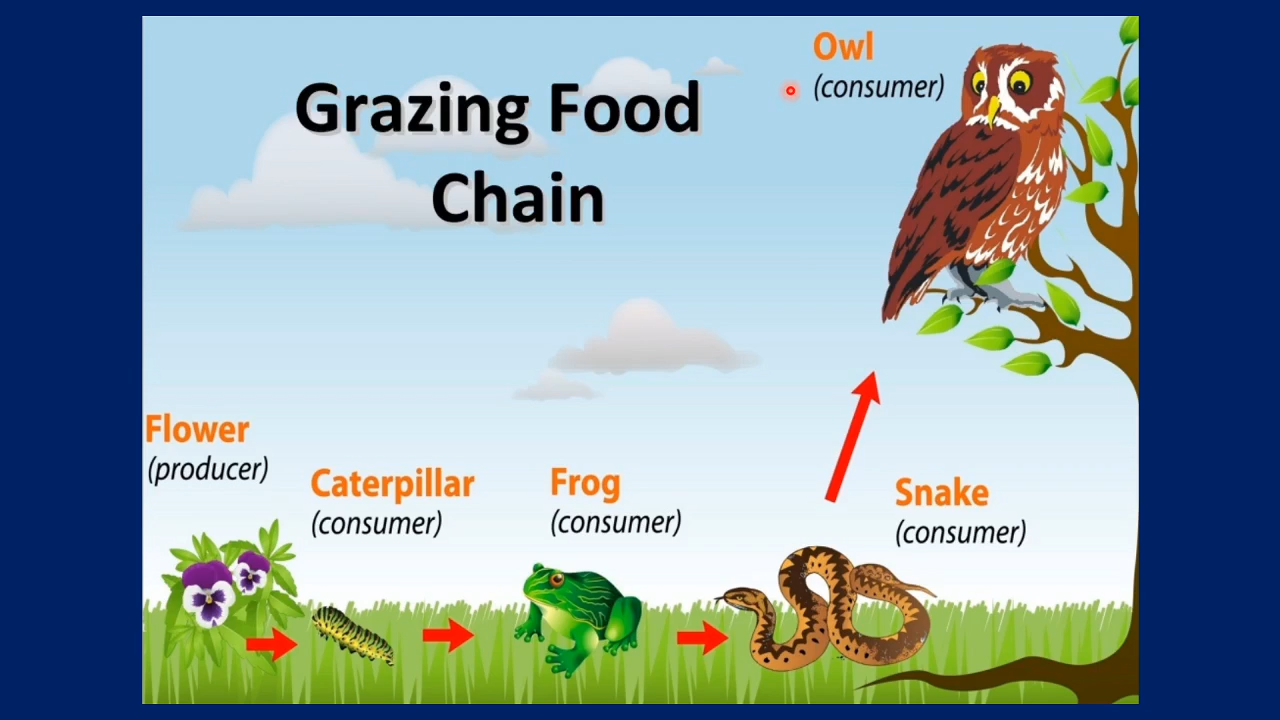 Grazing Food
Chain
Owl
(consumer)
Flower
(producer)
Caterpillar
(consumer)
Frog
(consumer)
Snake
(consumer)